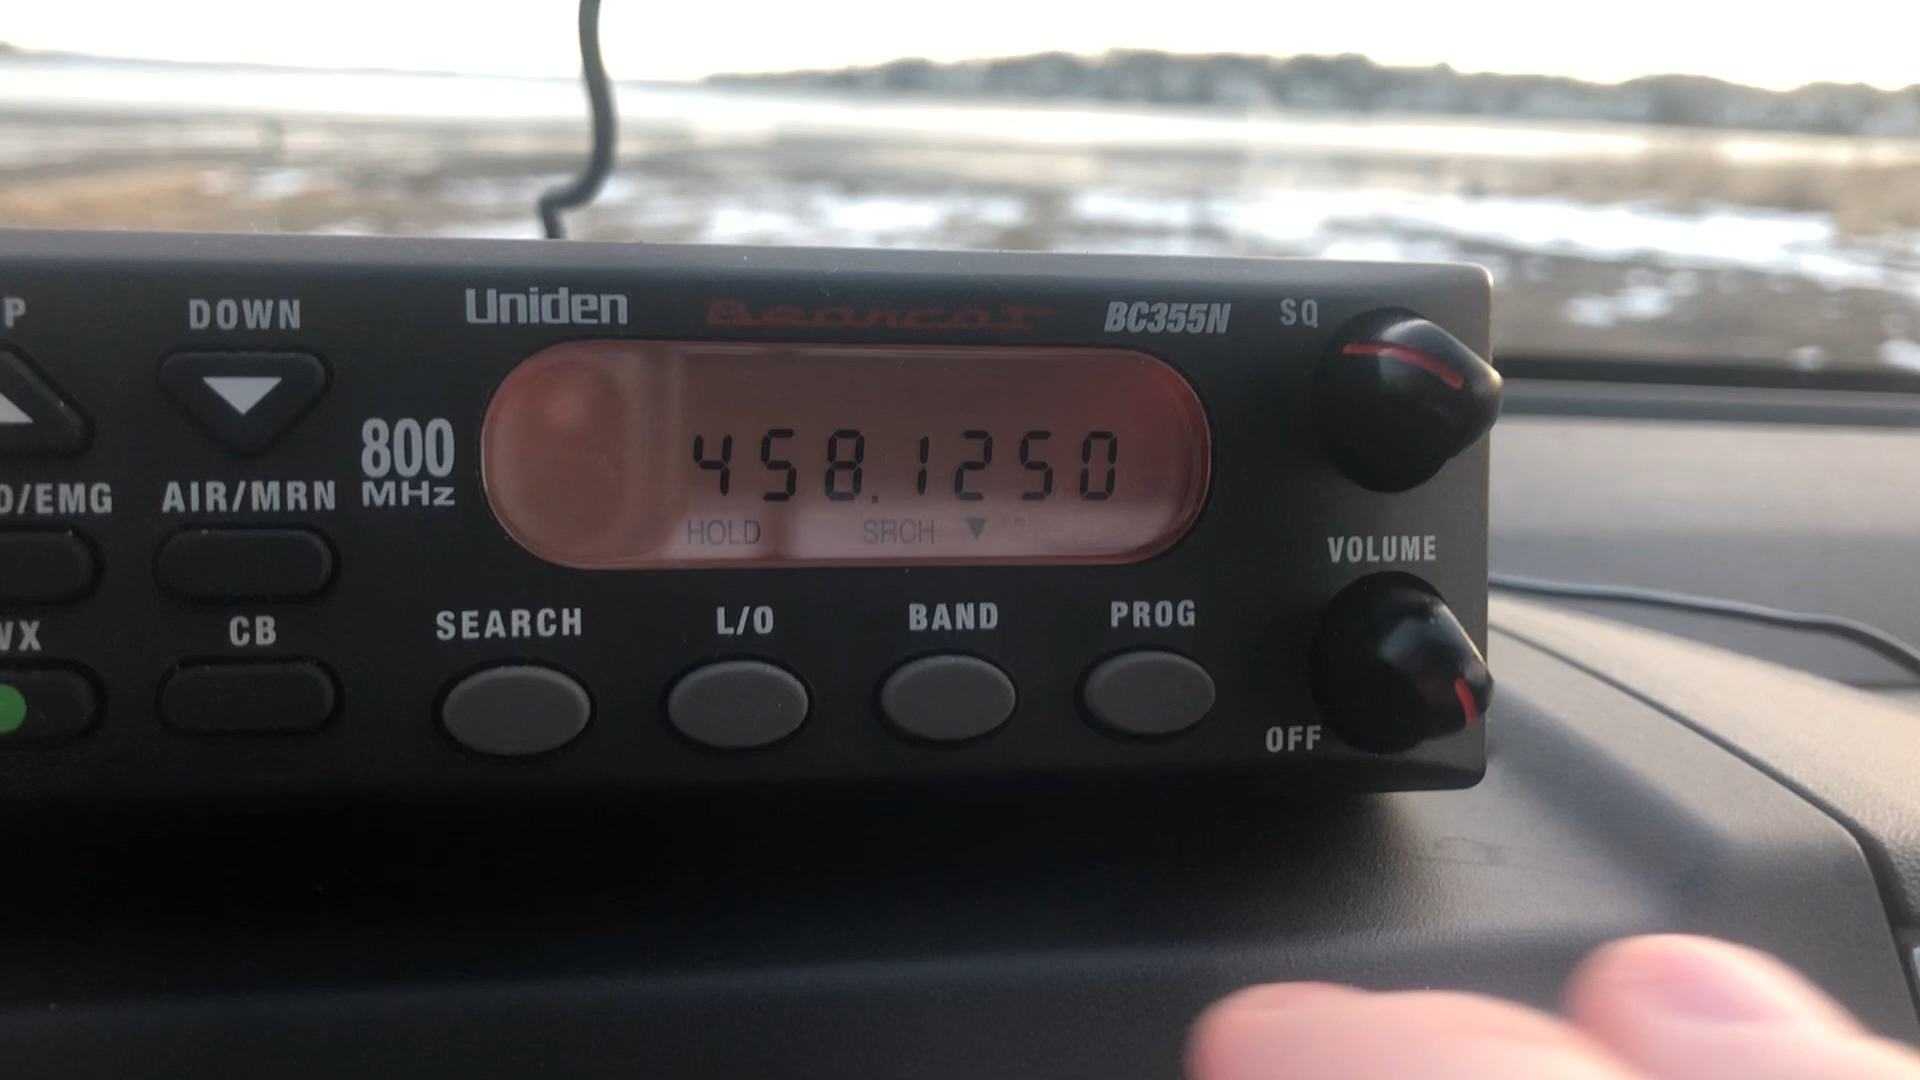 P DOWN Uniden Bearcat BC355N SQ
800
MHz
458.1250
D/EMG AIR/MRN
HOLD SRCH ▼
VOLUME
WX CB SEARCH L/O BAND PROG
OFF